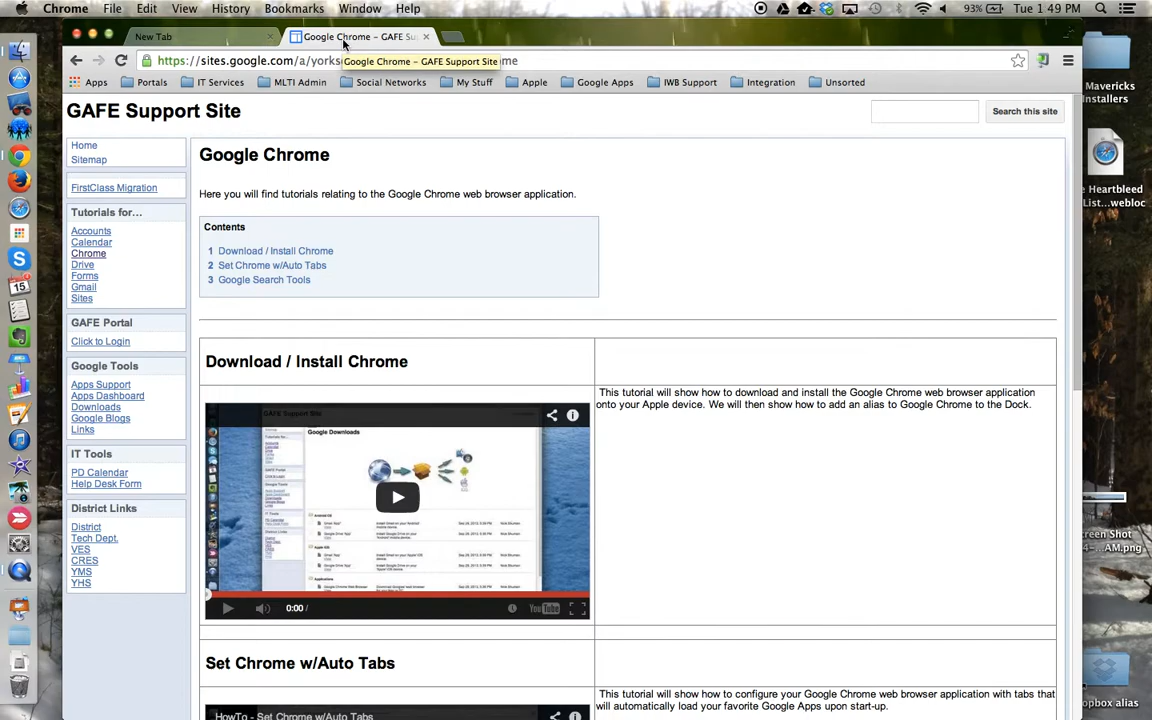 Chrome File Edit View History Bookmarks Window Help 93% Tue 1:49 PM
New Tab Google Chrome – GAFE Su
https://sites.google.com/a/yorks
Google Chrome – GAFE Support Site
me
Apps Portals IT Services MLTI Admin Social Networks My Stuff Apple Google Apps IWB Support Integration Unsorted
GAFE Support Site
Search this site
Home
Sitemap
FirstClass Migration
Tutorials for…
Accounts
Calendar
Chrome
Drive
Forms
Gmail
Sites
GAFE Portal
Click to Login
Google Tools
Apps Support
Apps Dashboard
Downloads
Google Blogs
Links
IT Tools
PD Calendar
Help Desk Form
District Links
District
Tech Dept.
VES
CRES
YMS
YHS
Google Chrome
Here you will find tutorials relating to the Google Chrome web browser application.
Contents
1 Download / Install Chrome
2 Set Chrome w/Auto Tabs
3 Google Search Tools
Download / Install Chrome
GAFE Support Site
Google Downloads
0:00 /
YouTube
This tutorial will show how to download and install the Google Chrome web browser application
onto your Apple device. We will then show how to add an alias to Google Chrome to the Dock.
Set Chrome w/Auto Tabs
HowTo - Set Chrome w/Auto Tabs
This tutorial will show how to configure your Google Chrome web browser application with tabs that
will automatically load your favorite Google Apps upon start-up.
Mavericks
Installers
e Heartbleed
List...webloc
creen Shot
4-...AM.png
opbox alias
15